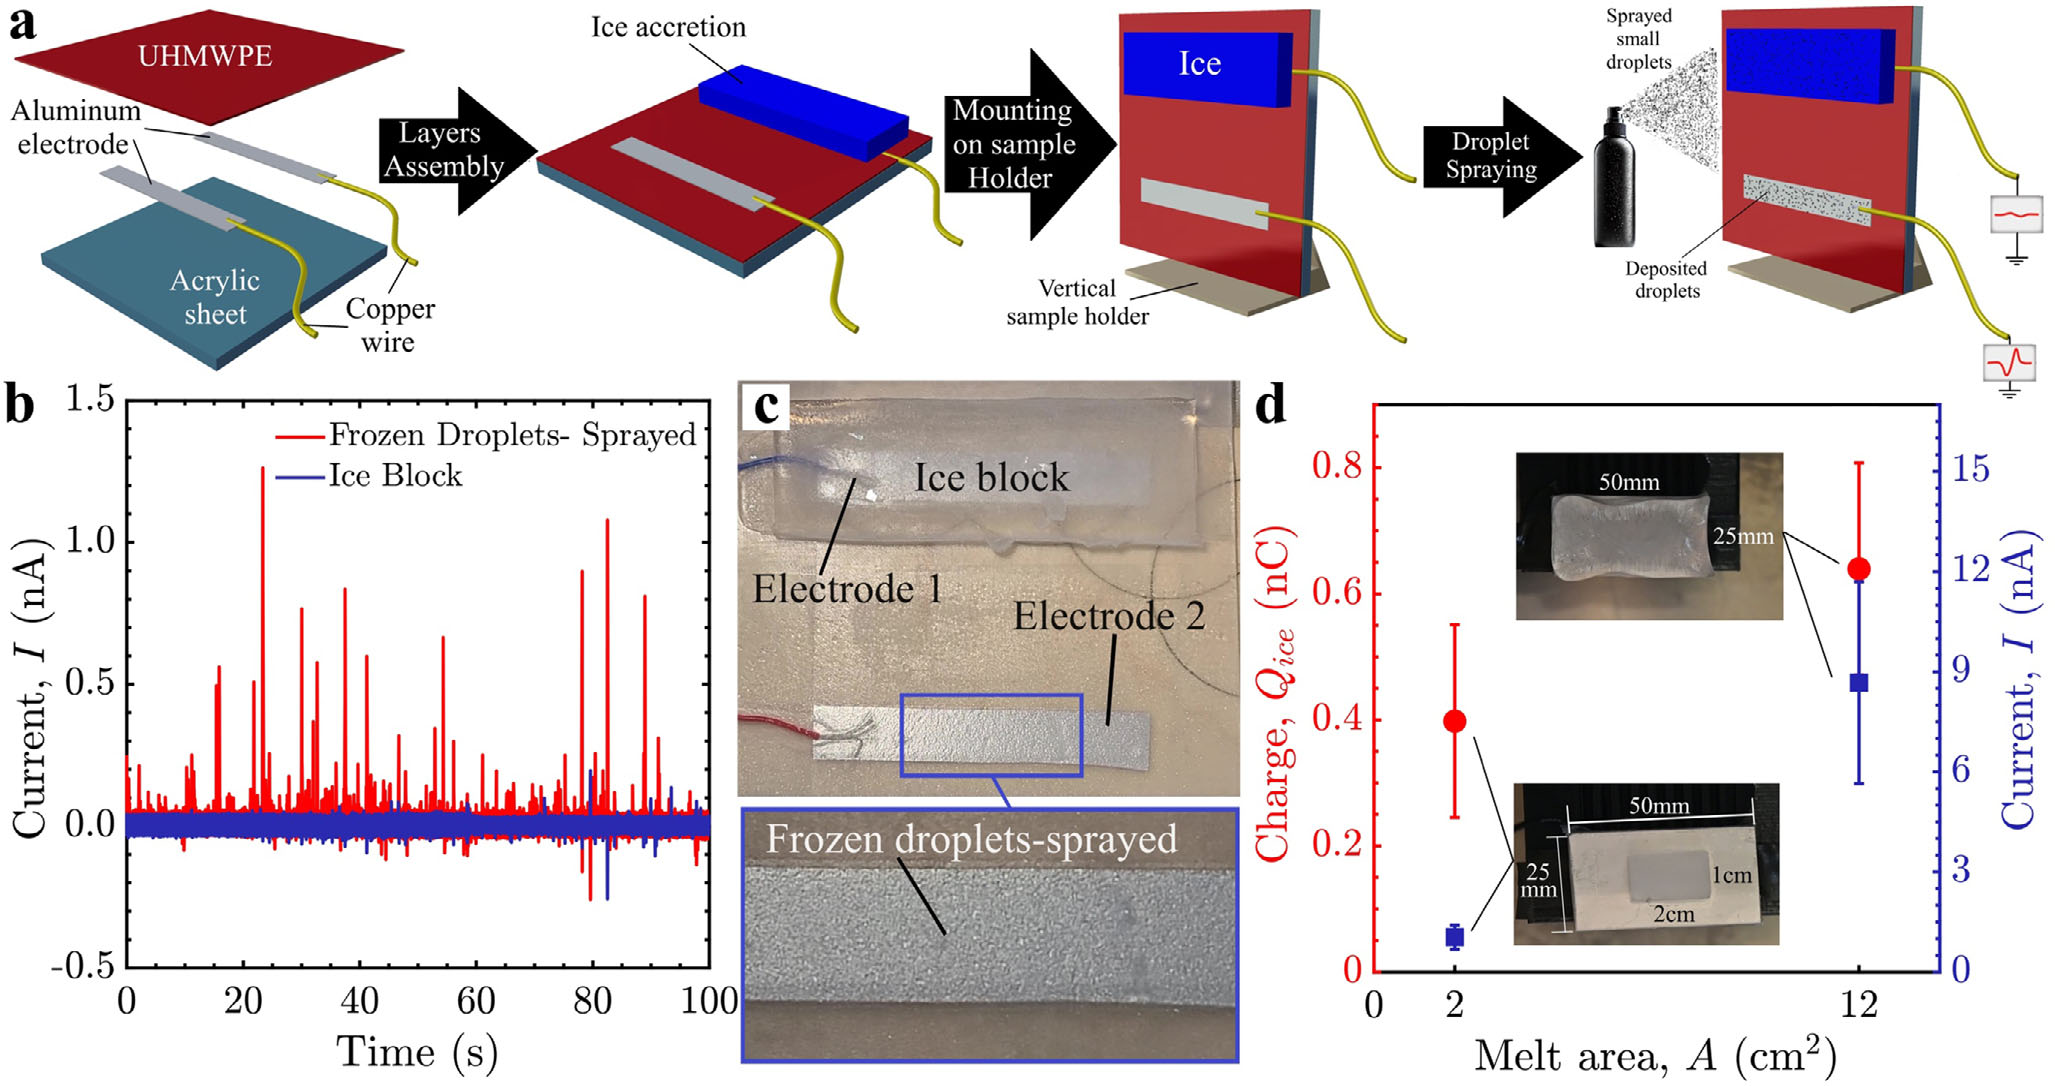 a
UHMWPE
Aluminum
electrode
Acrylic
sheet
Copper
wire
Layers
Assembly
Ice accretion
Mounting
on sample
Holder
Ice
Vertical
sample holder
Droplet
Spraying
Sprayed
small
droplets
Deposited
droplets
b
Current, I (nA)
1.5
1.0
0.5
0.0
-0.5
Frozen Droplets- Sprayed
Ice Block
0 20 40 60 80 100
Time (s)
c
Ice block
Electrode 1
Electrode 2
Frozen droplets-sprayed
d
Charge, Qice (nC)
0.8
0.6
0.4
0.2
0
50mm
25mm
50mm
25
mm
1cm
2cm
15
12
9
6
3
0
Current, I (nA)
0 2 12
Melt area, A (cm²)